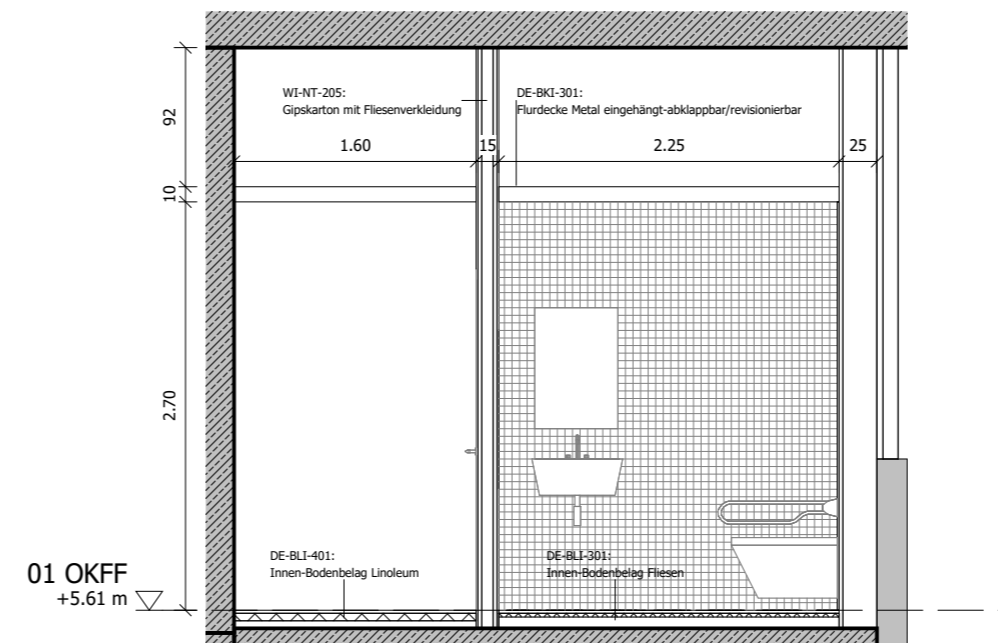 WI-NT-205:
Gipskarton mit Fliesenverkleidung
DE-BKI-301:
Flurdecke Metal eingehängt-abklappbar/revisionierbar
92
1.60
15
2.25
25
10
2.70
DE-BLI-401:
Innen-Bodenbelag Linoleum
DE-BLI-301:
Innen-Bodenbelag Fliesen
01 OKFF
+5.61 m